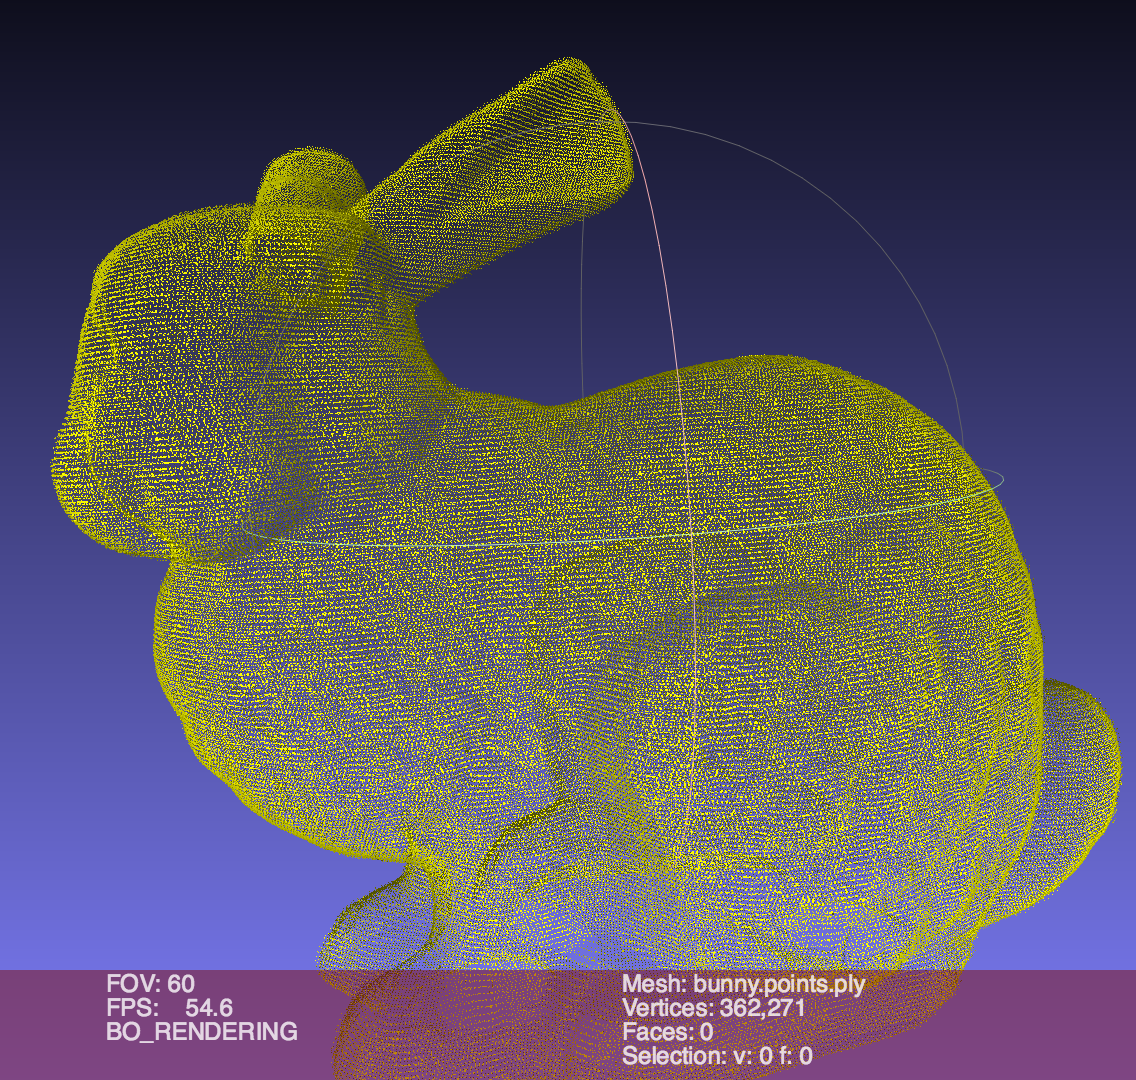 FOV: 60
FPS: 54.6
BO_RENDERING
Mesh: bunny.points.ply
Vertices: 362,271
Faces: 0
Selection: v: 0 f: 0